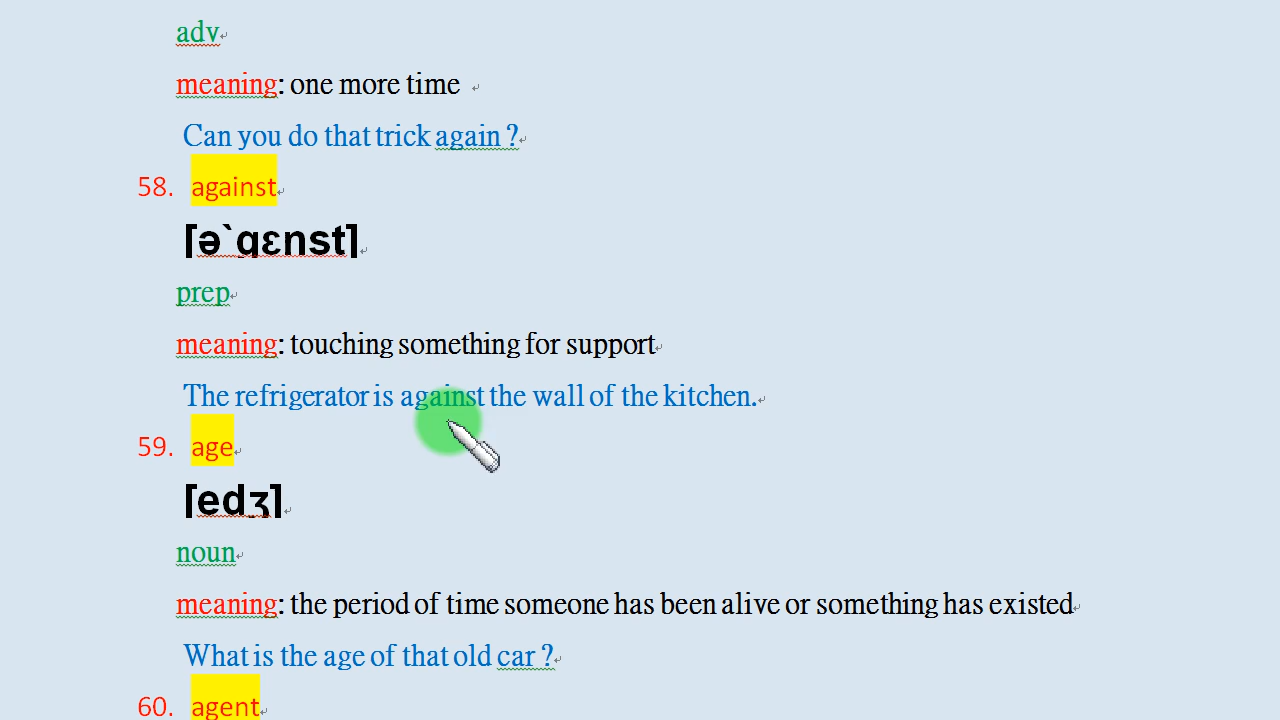 adv
meaning: one more time
Can you do that trick again ?
58. against
[ə`gɛnst]
prep
meaning: touching something for support
The refrigerator is against the wall of the kitchen.
59. age
[edʒ]
noun
meaning: the period of time someone has been alive or something has existed
What is the age of that old car ?
60. agent